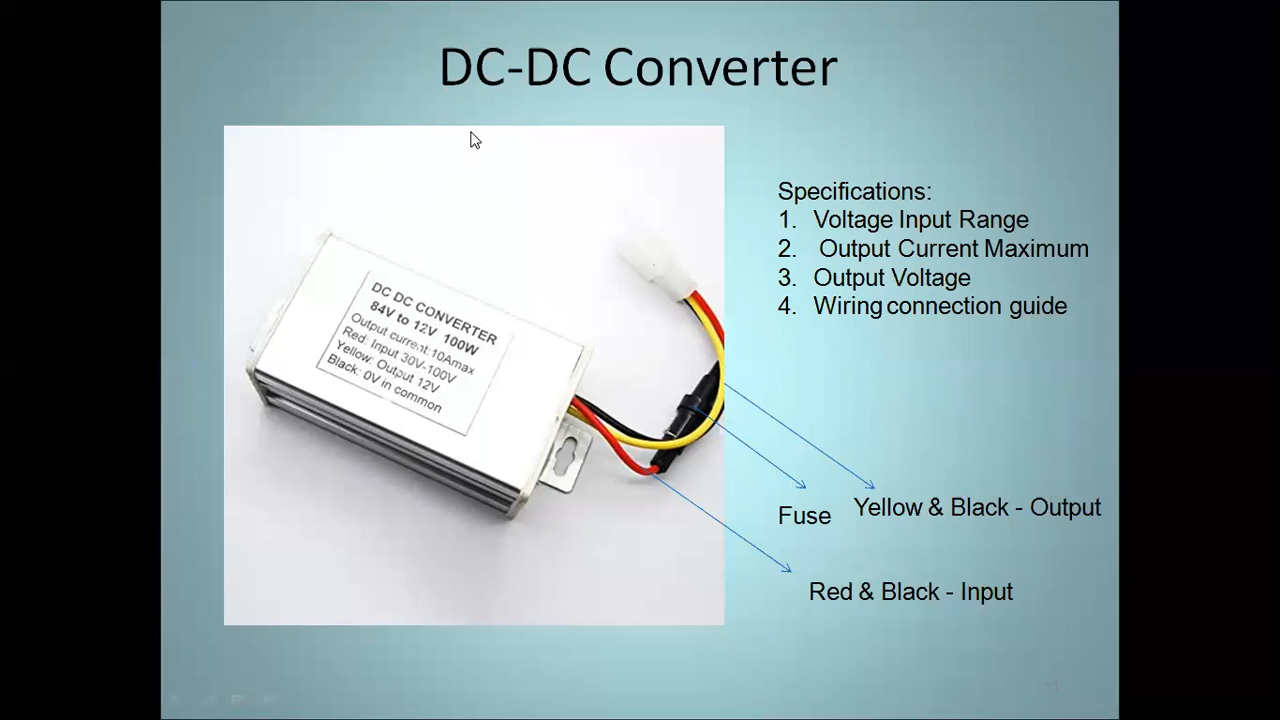 DC-DC Converter
DC DC CONVERTER
84V to 12V 100W
Output current:10Amax
Red: Input 30V-100V
Yellow: Output 12V
Black: 0V in common
Specifications:
1. Voltage Input Range
2. Output Current Maximum
3. Output Voltage
4. Wiring connection guide
Fuse
Yellow & Black - Output
Red & Black - Input